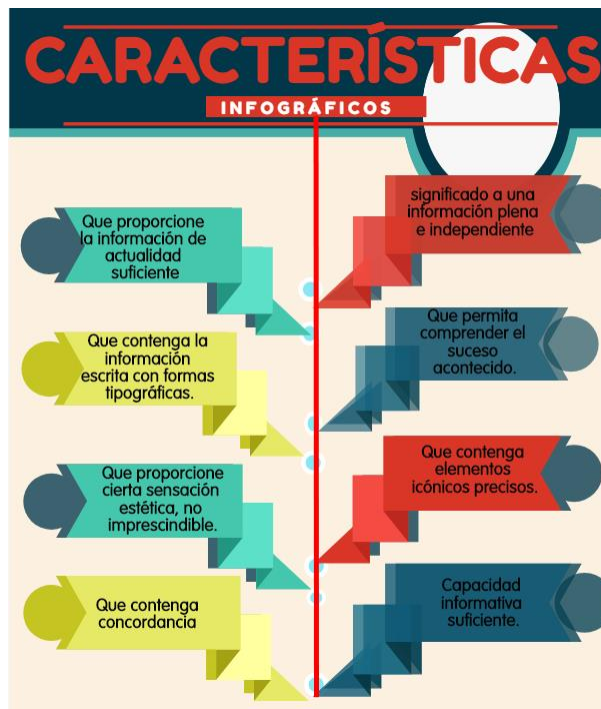 CARACTERÍSTICAS
INFOGRÁFICOS
significado a una
información plena
e independiente
Que proporcione
la información de
actualidad
suficiente
Que permita
comprender el
suceso
acontecido.
Que contenga la
información
escrita con formas
tipográficas.
Que contenga
elementos
icónicos precisos.
Que proporcione
cierta sensación
estética, no
imprescindible.
Capacidad
informativa
suficiente.
Que contenga
concordancia